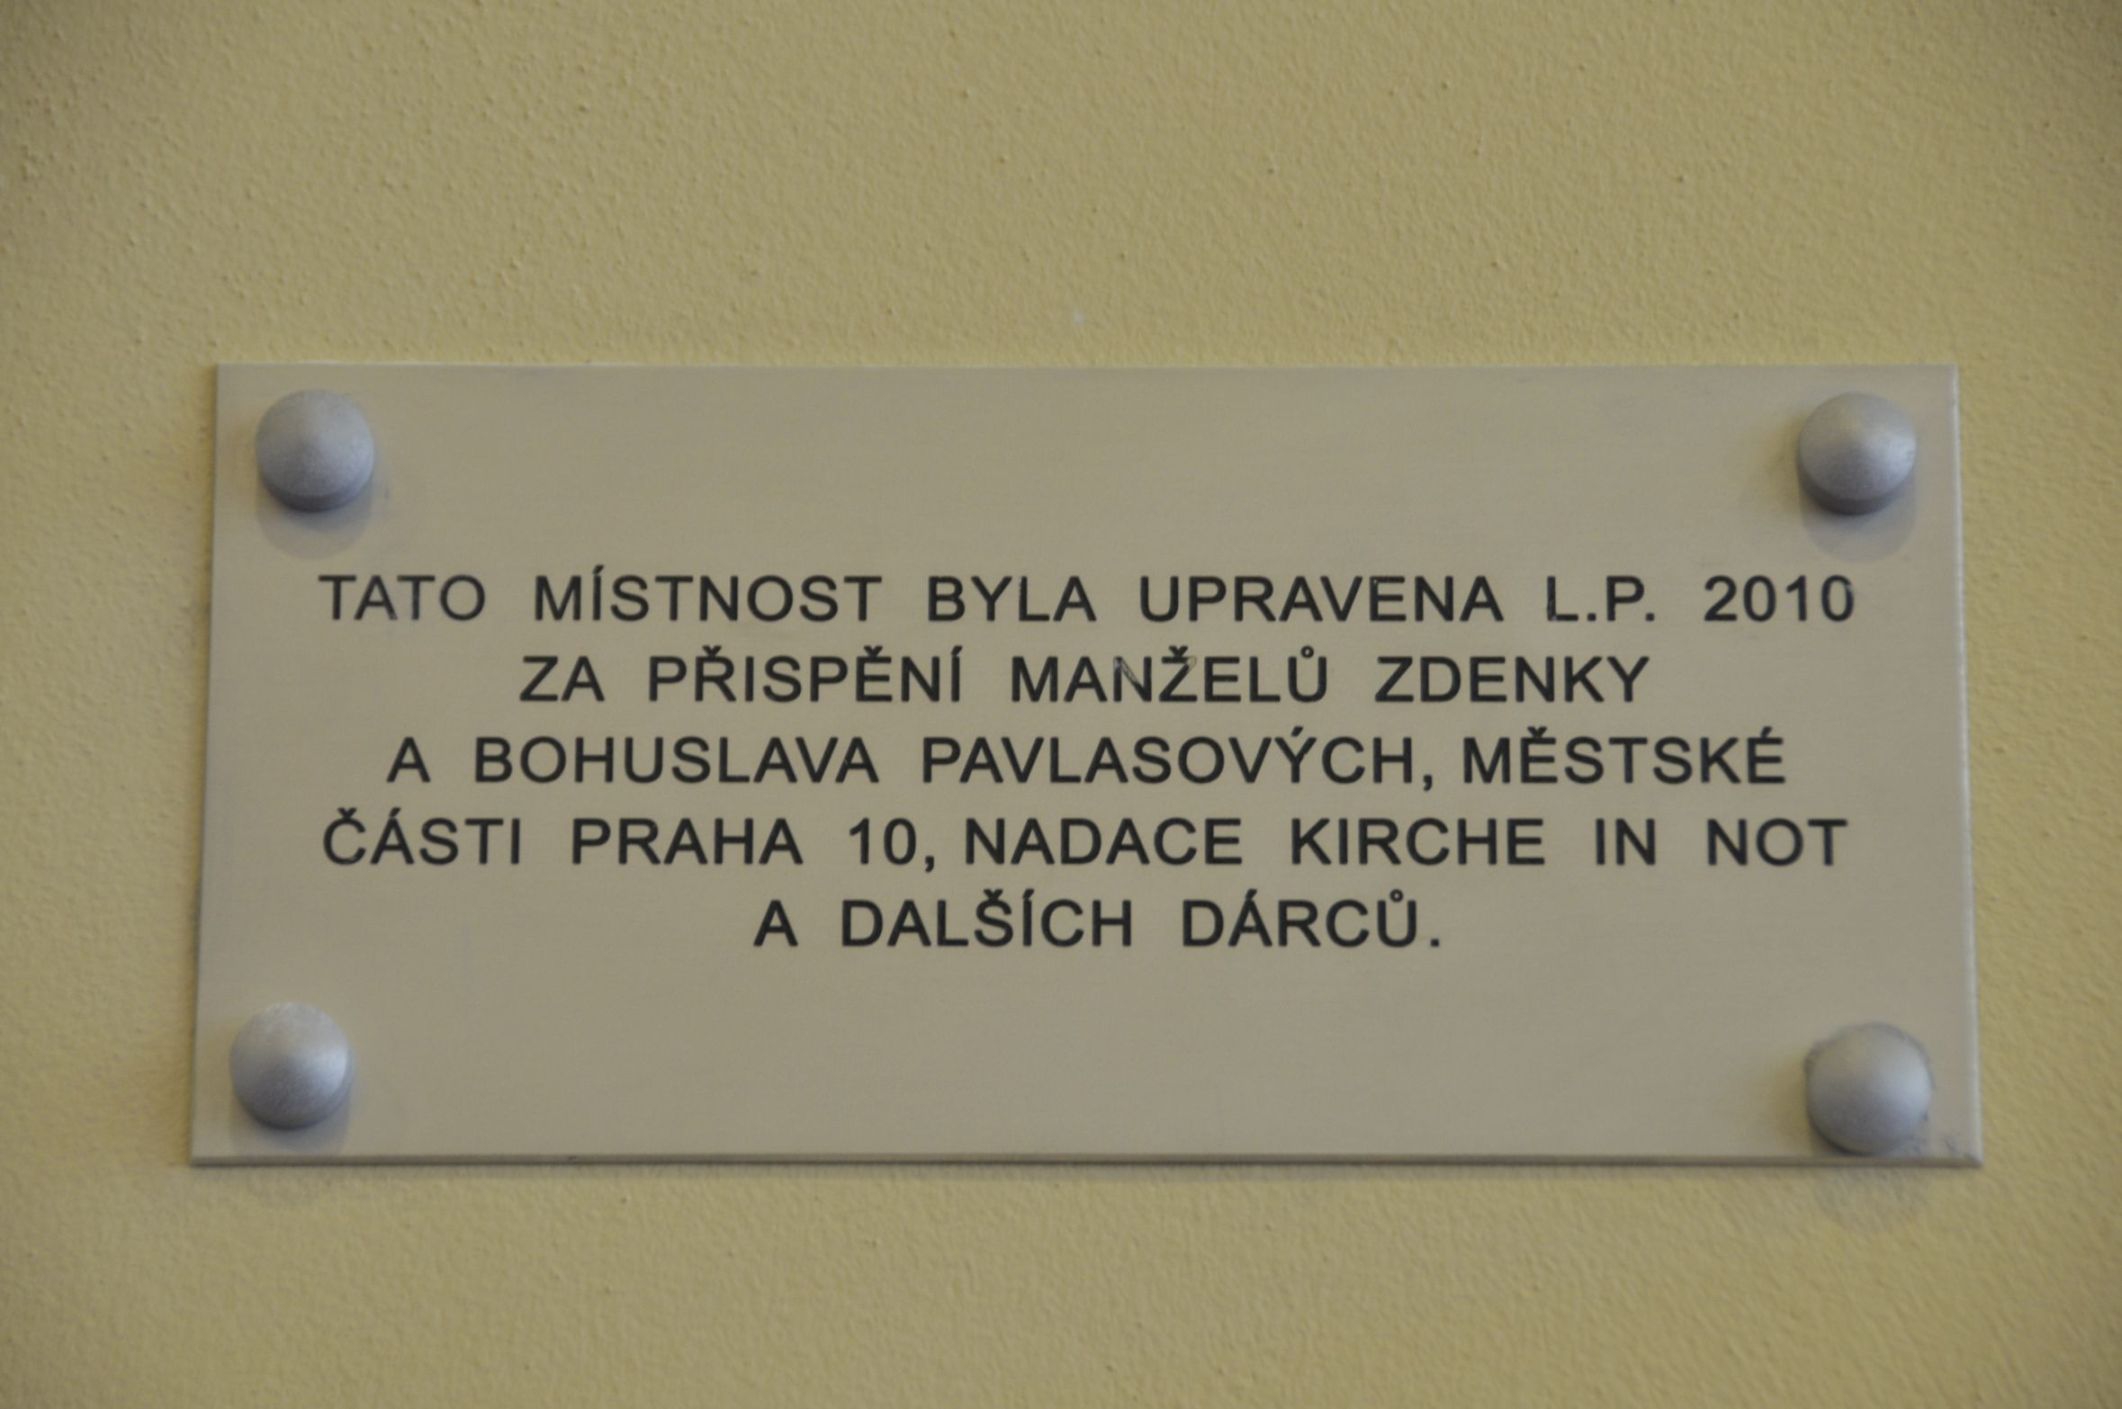 TATO MÍSTNOST BYLA UPRAVENA L.P. 2010
ZA PŘISPĚNÍ MANŽELŮ ZDENKY
A BOHUSLAVA PAVLASOVÝCH, MĚSTSKÉ
ČÁSTI PRAHA 10, NADACE KIRCHE IN NOT
A DALŠÍCH DÁRCŮ.